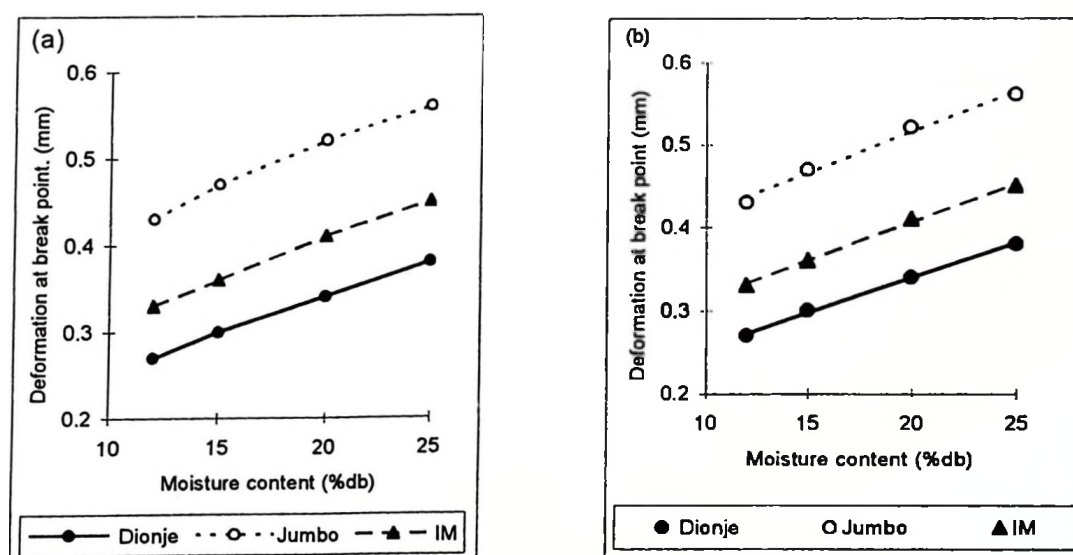 (a)
Deformation at break point. (mm)
0.6
0.5
0.4
0.3
0.2
10 15 20 25
Moisture content (%db)
Dionje Jumbo IM
(b)
Deformation at break point (mm)
0.6
0.5
0.4
0.3
0.2
10 15 20 25
Moisture content (%db)
Dionje Jumbo IM